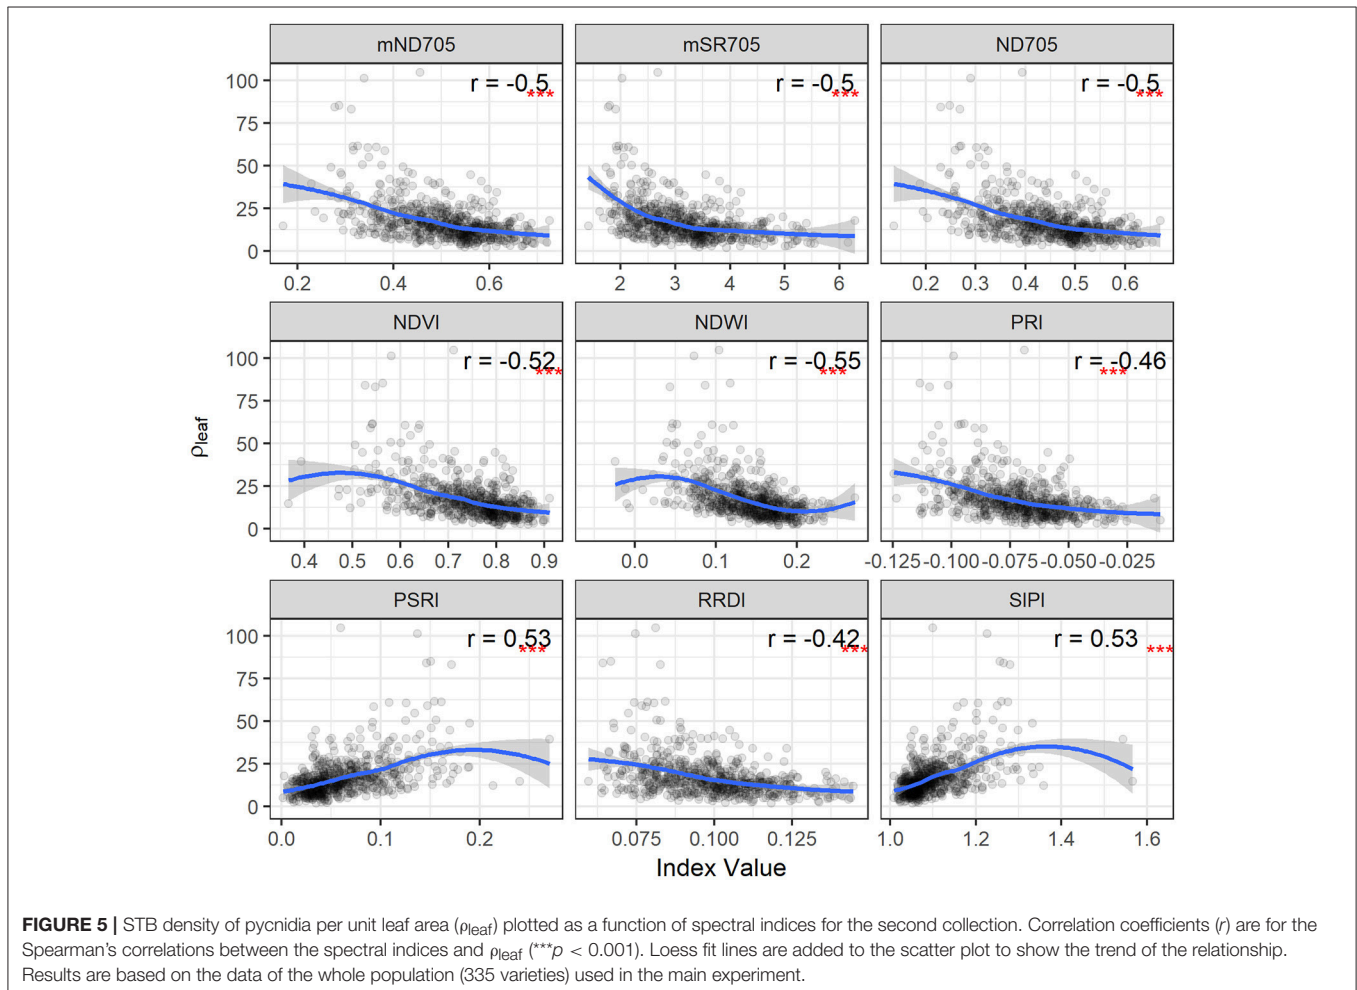 mND705 mSR705 ND705
100 r = -0.5 *** r = -0.5 *** r = -0.5 ***
75
50
25
0
0.2 0.4 0.6 2 3 4 5 6 0.2 0.3 0.4 0.5 0.6
NDVI NDWI PRI
100 r = -0.52 *** r = -0.55 *** r = -0.46 ***
75
50
25
0
0.4 0.5 0.6 0.7 0.8 0.9 0.0 0.1 0.2 -0.125 -0.100 -0.075 -0.050 -0.025
ρleaf
PSRI RRDI SIPI
100 r = 0.53 *** r = -0.42 *** r = 0.53 ***
75
50
25
0
0.0 0.1 0.2 0.075 0.100 0.125 1.0 1.2 1.4 1.6
Index Value
FIGURE 5 | STB density of pycnidia per unit leaf area (ρleaf) plotted as a function of spectral indices for the second collection. Correlation coefficients (r) are for the
Spearman's correlations between the spectral indices and ρleaf (***p < 0.001). Loess fit lines are added to the scatter plot to show the trend of the relationship.
Results are based on the data of the whole population (335 varieties) used in the main experiment.